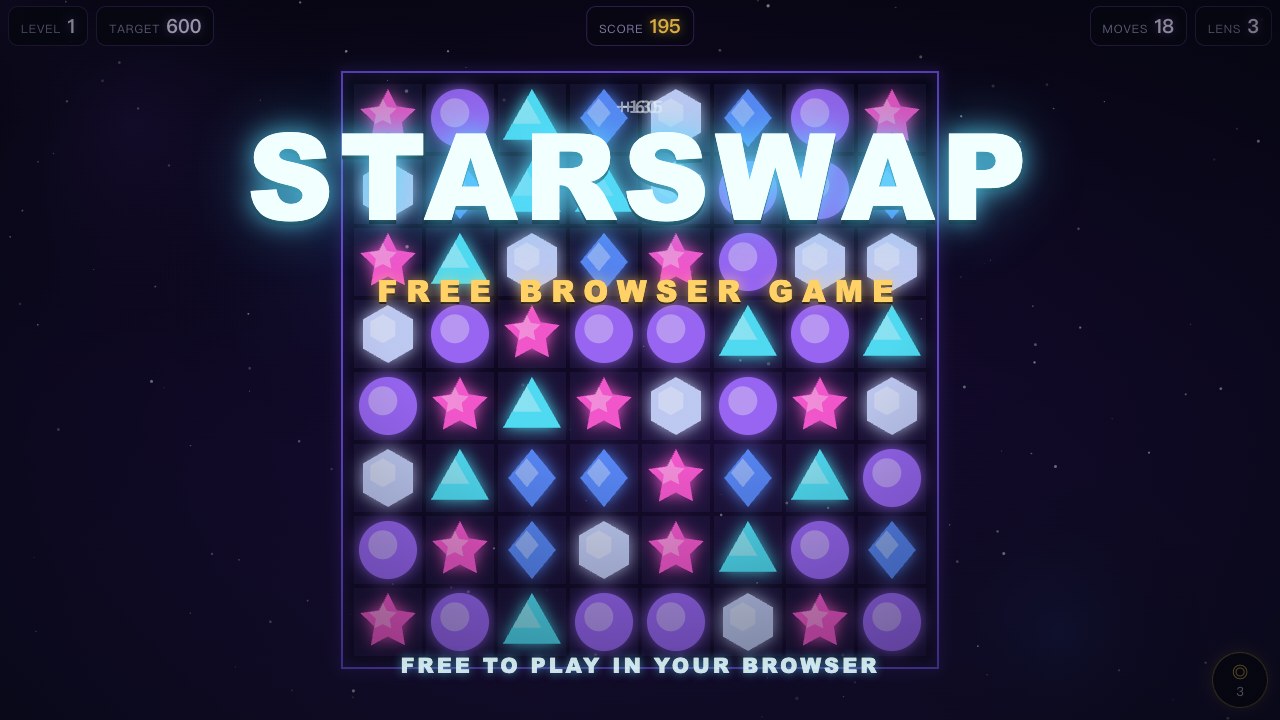 LEVEL 1
TARGET 600
SCORE 195
MOVES 18
LENS 3
STARSWAP
FREE BROWSER GAME
FREE TO PLAY IN YOUR BROWSER
3